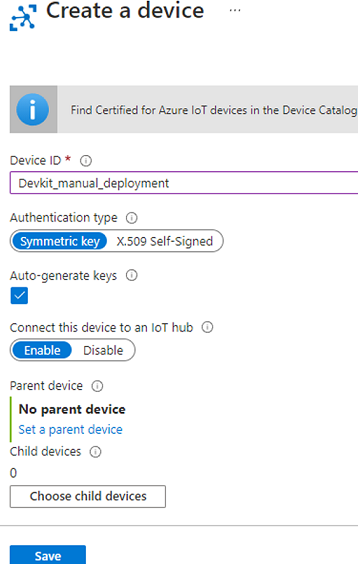 Create a device ...
Find Certified for Azure IoT devices in the Device Catalog
Device ID *
Devkit_manual_deployment
Authentication type
Symmetric key X.509 Self-Signed
Auto-generate keys
Connect this device to an IoT hub
Enable Disable
Parent device
No parent device
Set a parent device
Child devices
0
Choose child devices
Save